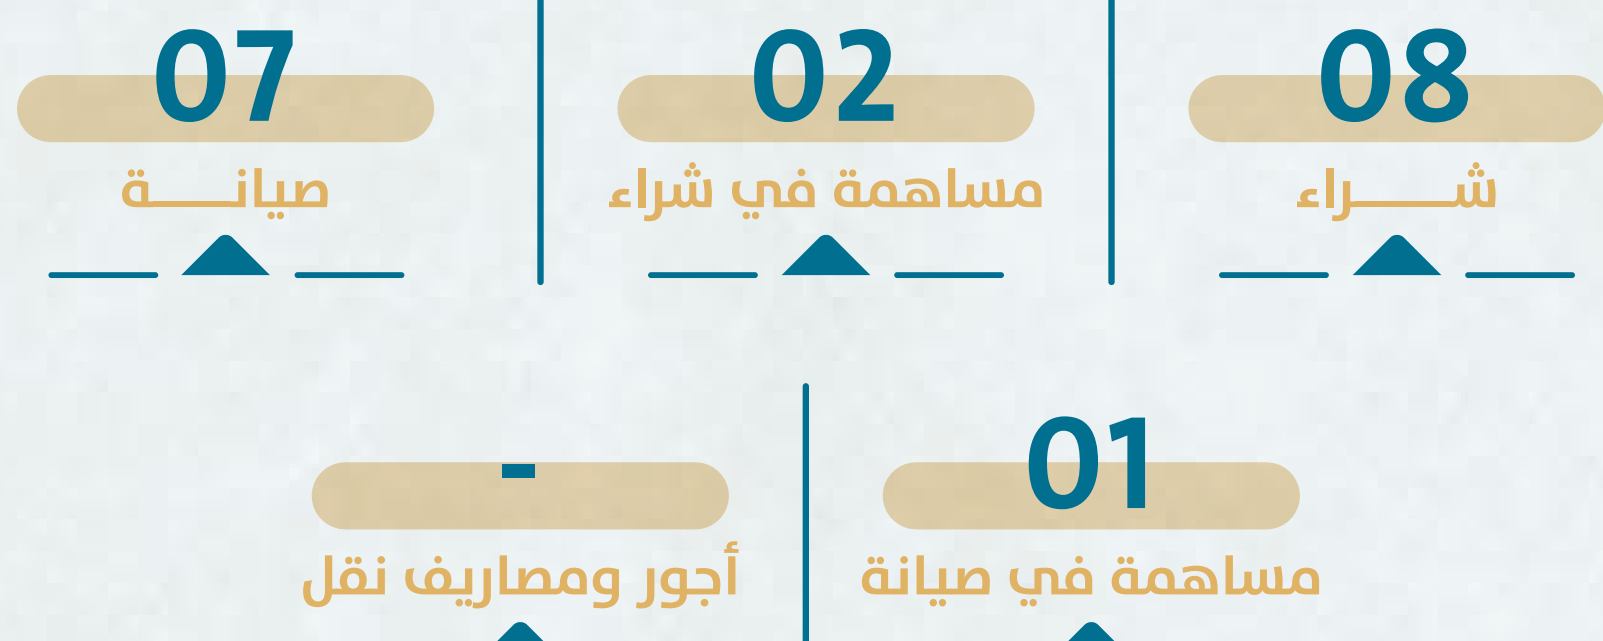 08
شـــــراء
02
مساهمة في شراء
07
صيانـــــة
01
مساهمة في صيانة
-
أجور ومصاريف نقل